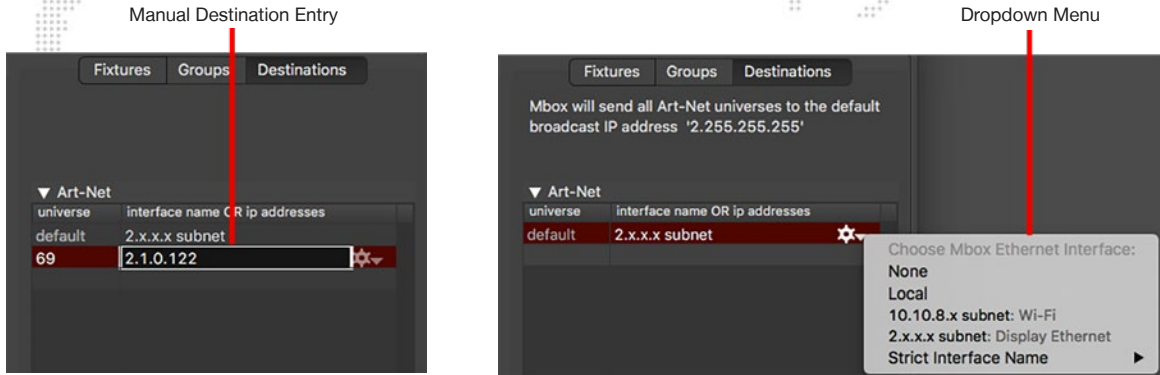 Manual Destination Entry
Fixtures Groups Destinations
▼ Art-Net
universe interface name OR ip addresses
default 2.x.x.x subnet
69 2.1.0.122
Dropdown Menu
Fixtures Groups Destinations
Mbox will send all Art-Net universes to the default
broadcast IP address '2.255.255.255'
▼ Art-Net
universe interface name OR ip addresses
default 2.x.x.x subnet
Choose Mbox Ethernet Interface:
None
Local
10.10.8.x subnet: Wi-Fi
2.x.x.x subnet: Display Ethernet
Strict Interface Name ▶